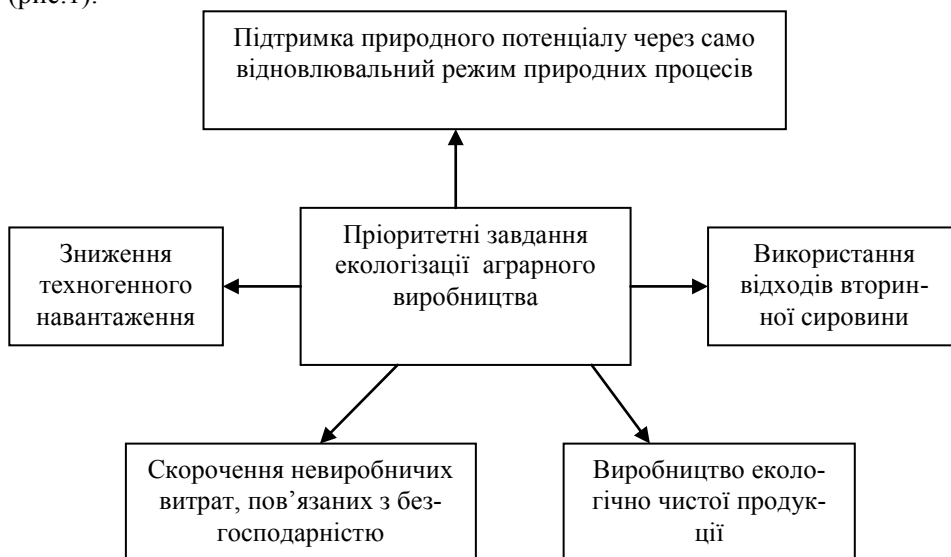 (рис.1).
Підтримка природного потенціалу через само
відновлювальний режим природних процесів
Пріоритетні завдання
екологізації аграрного
виробництва
Зниження
техногенного
навантаження
Використання
відходів вторин-
ної сировини
Скорочення невиробничих
витрат, пов’язаних з без-
господарністю
Виробництво еколо-
гічно чистої продук-
ції